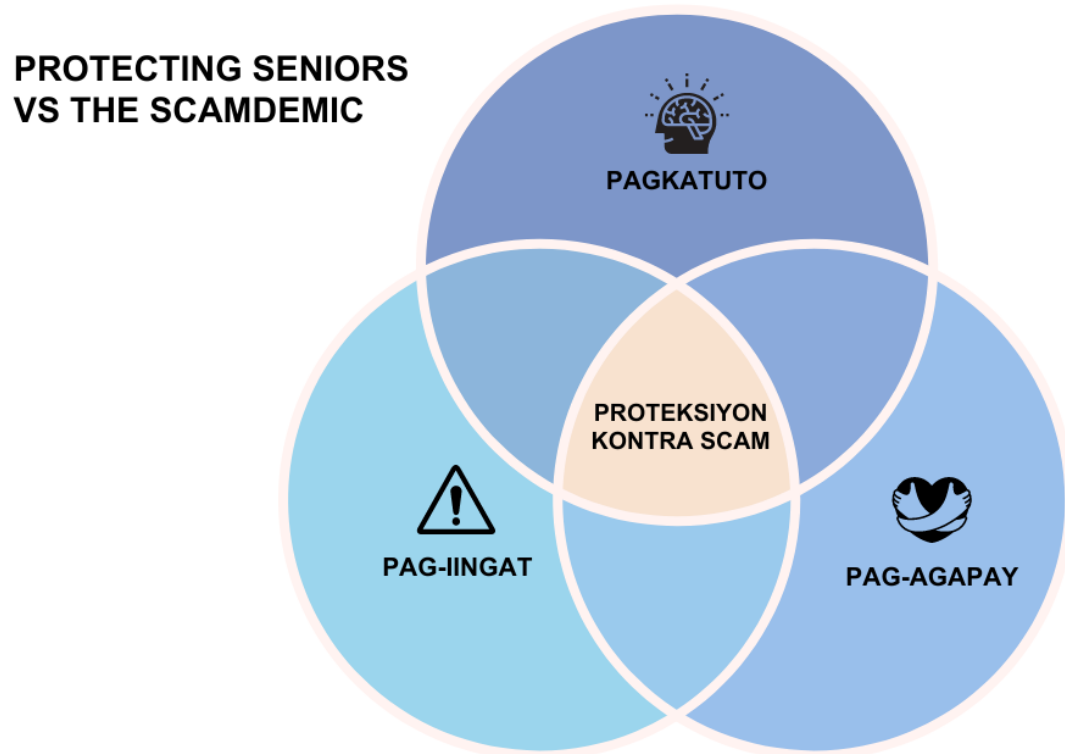 PROTECTING SENIORS
VS THE SCAMDEMIC
PAGKATUTO
PROTEKSIYON
KONTRA SCAM
PAG-IINGAT
PAG-AGAPAY